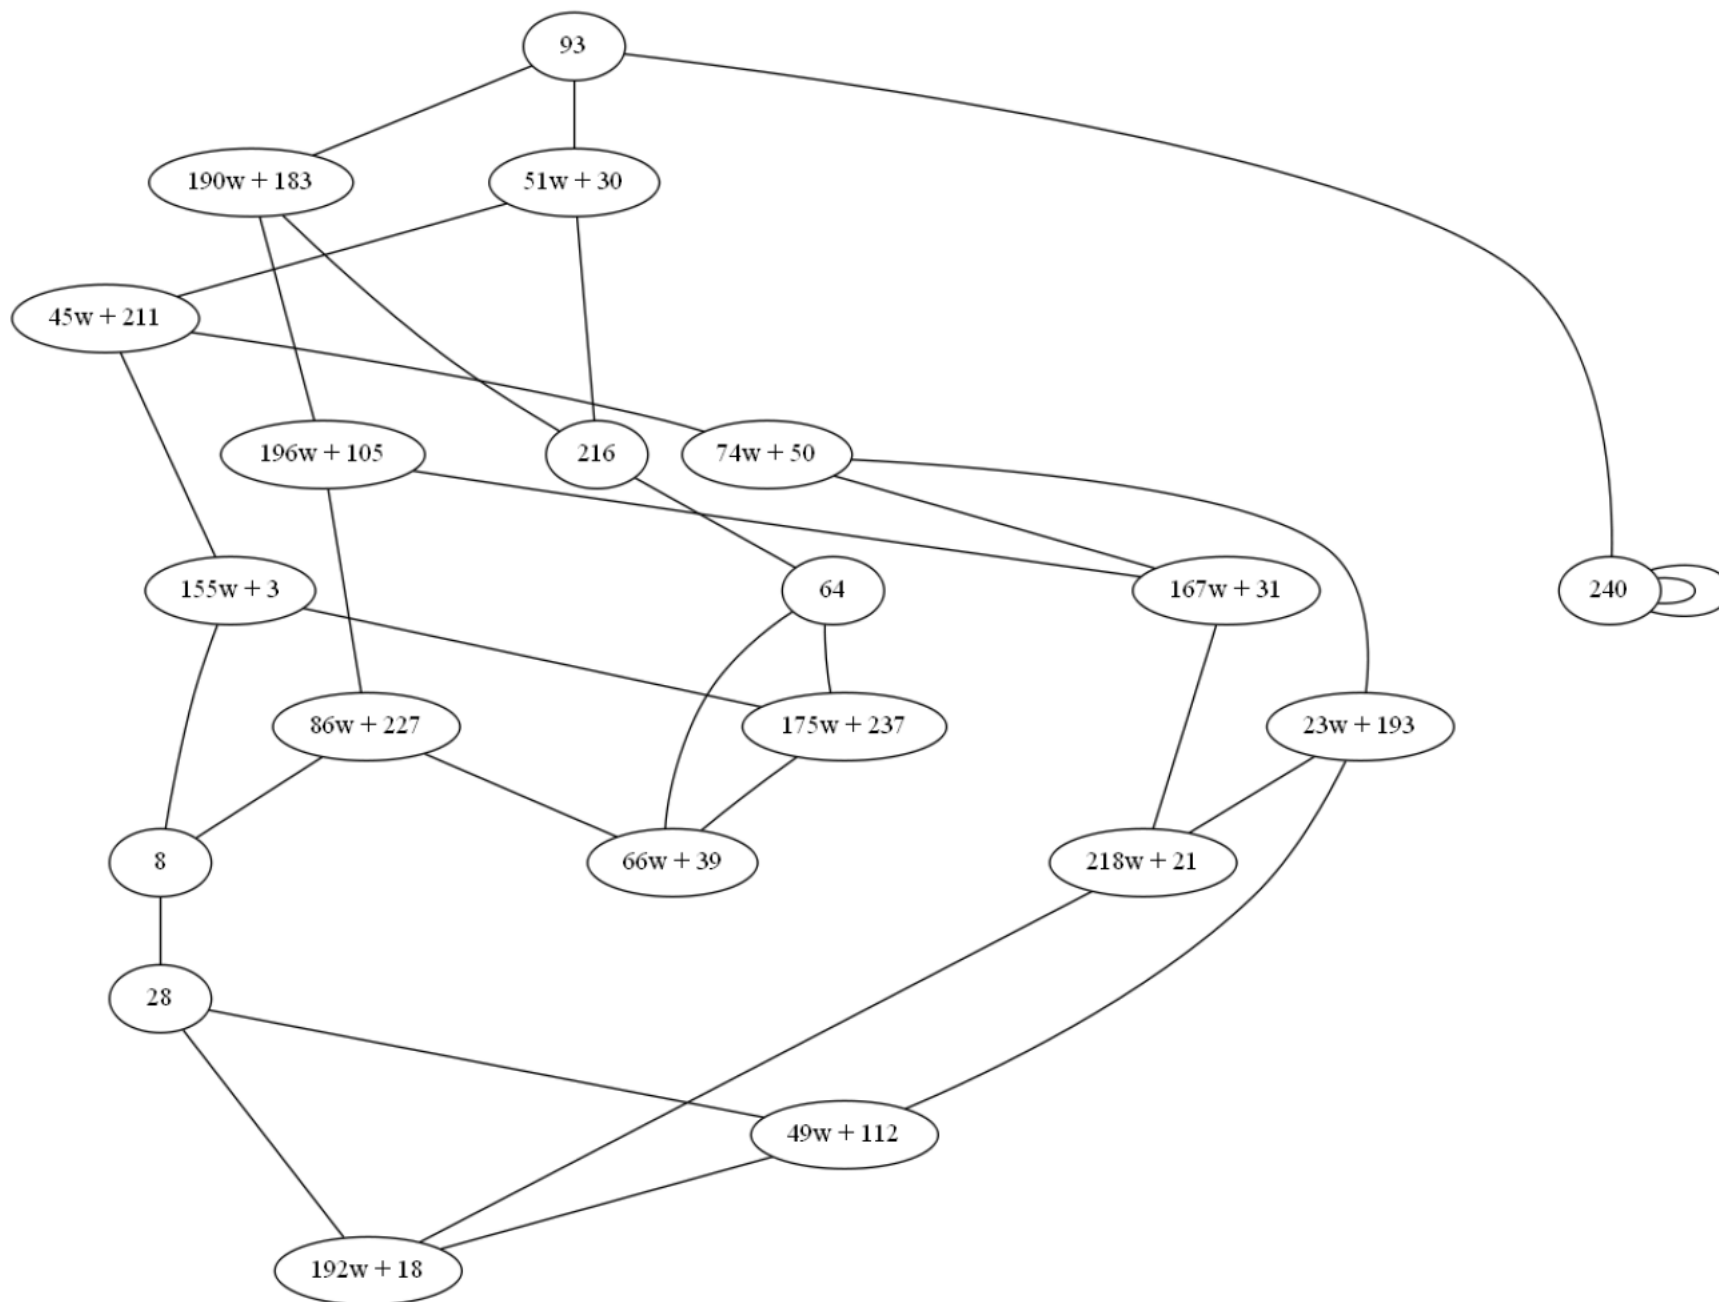 93
190w + 183
51w + 30
45w + 211
196w + 105
216
74w + 50
155w + 3
64
167w + 31
240
86w + 227
175w + 237
23w + 193
8
66w + 39
218w + 21
28
49w + 112
192w + 18